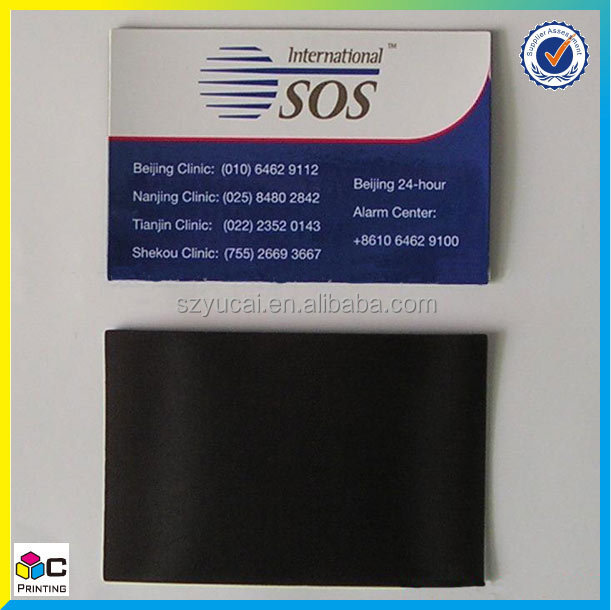 Supplier Assessment
International™
SOS
Beijing Clinic: (010) 6462 9112
Nanjing Clinic: (025) 8480 2842
Tianjin Clinic: (022) 2352 0143
Shekou Clinic: (755) 2669 3667
Beijing 24-hour
Alarm Center:
+8610 6462 9100
szyucai.en.alibaba.com
C
PRINTING